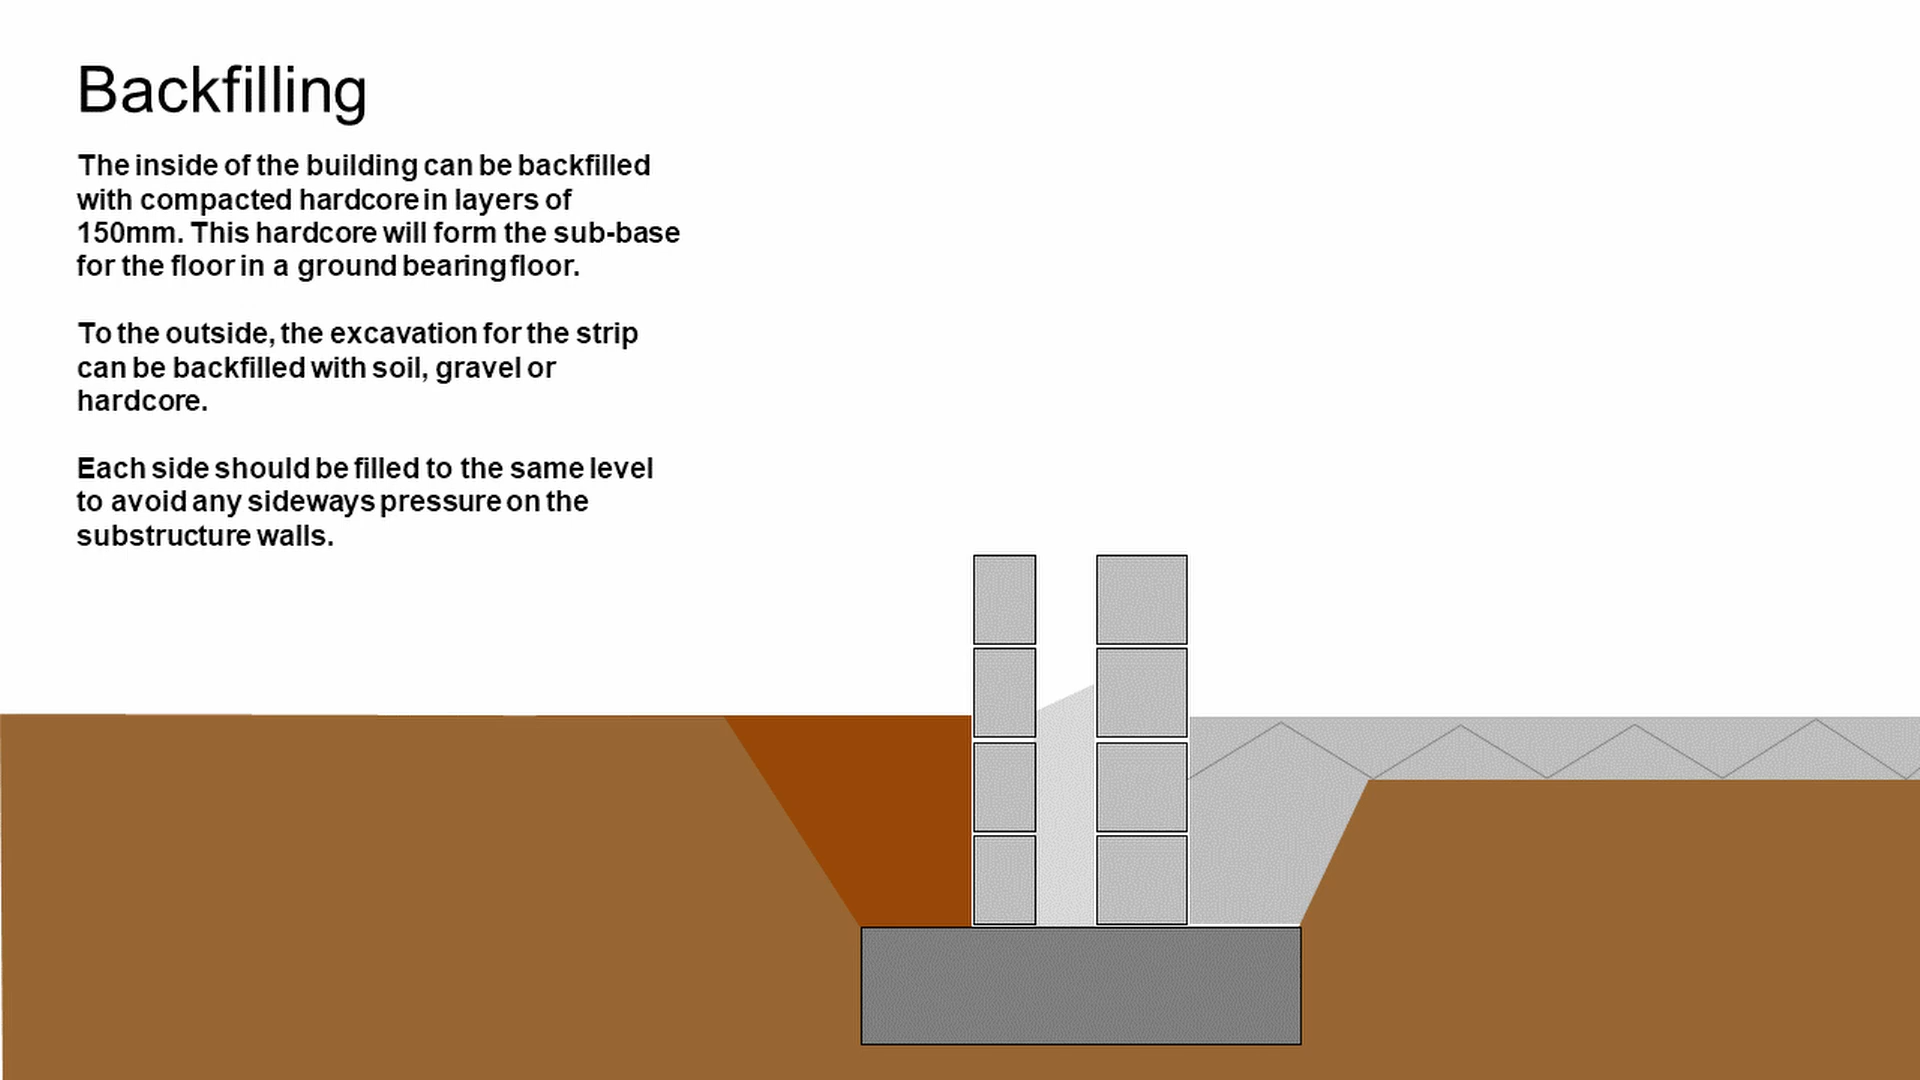 Backfilling
The inside of the building can be backfilled
with compacted hardcore in layers of
150mm. This hardcore will form the sub-base
for the floor in a ground bearing floor.
To the outside, the excavation for the strip
can be backfilled with soil, gravel or
hardcore.
Each side should be filled to the same level
to avoid any sideways pressure on the
substructure walls.